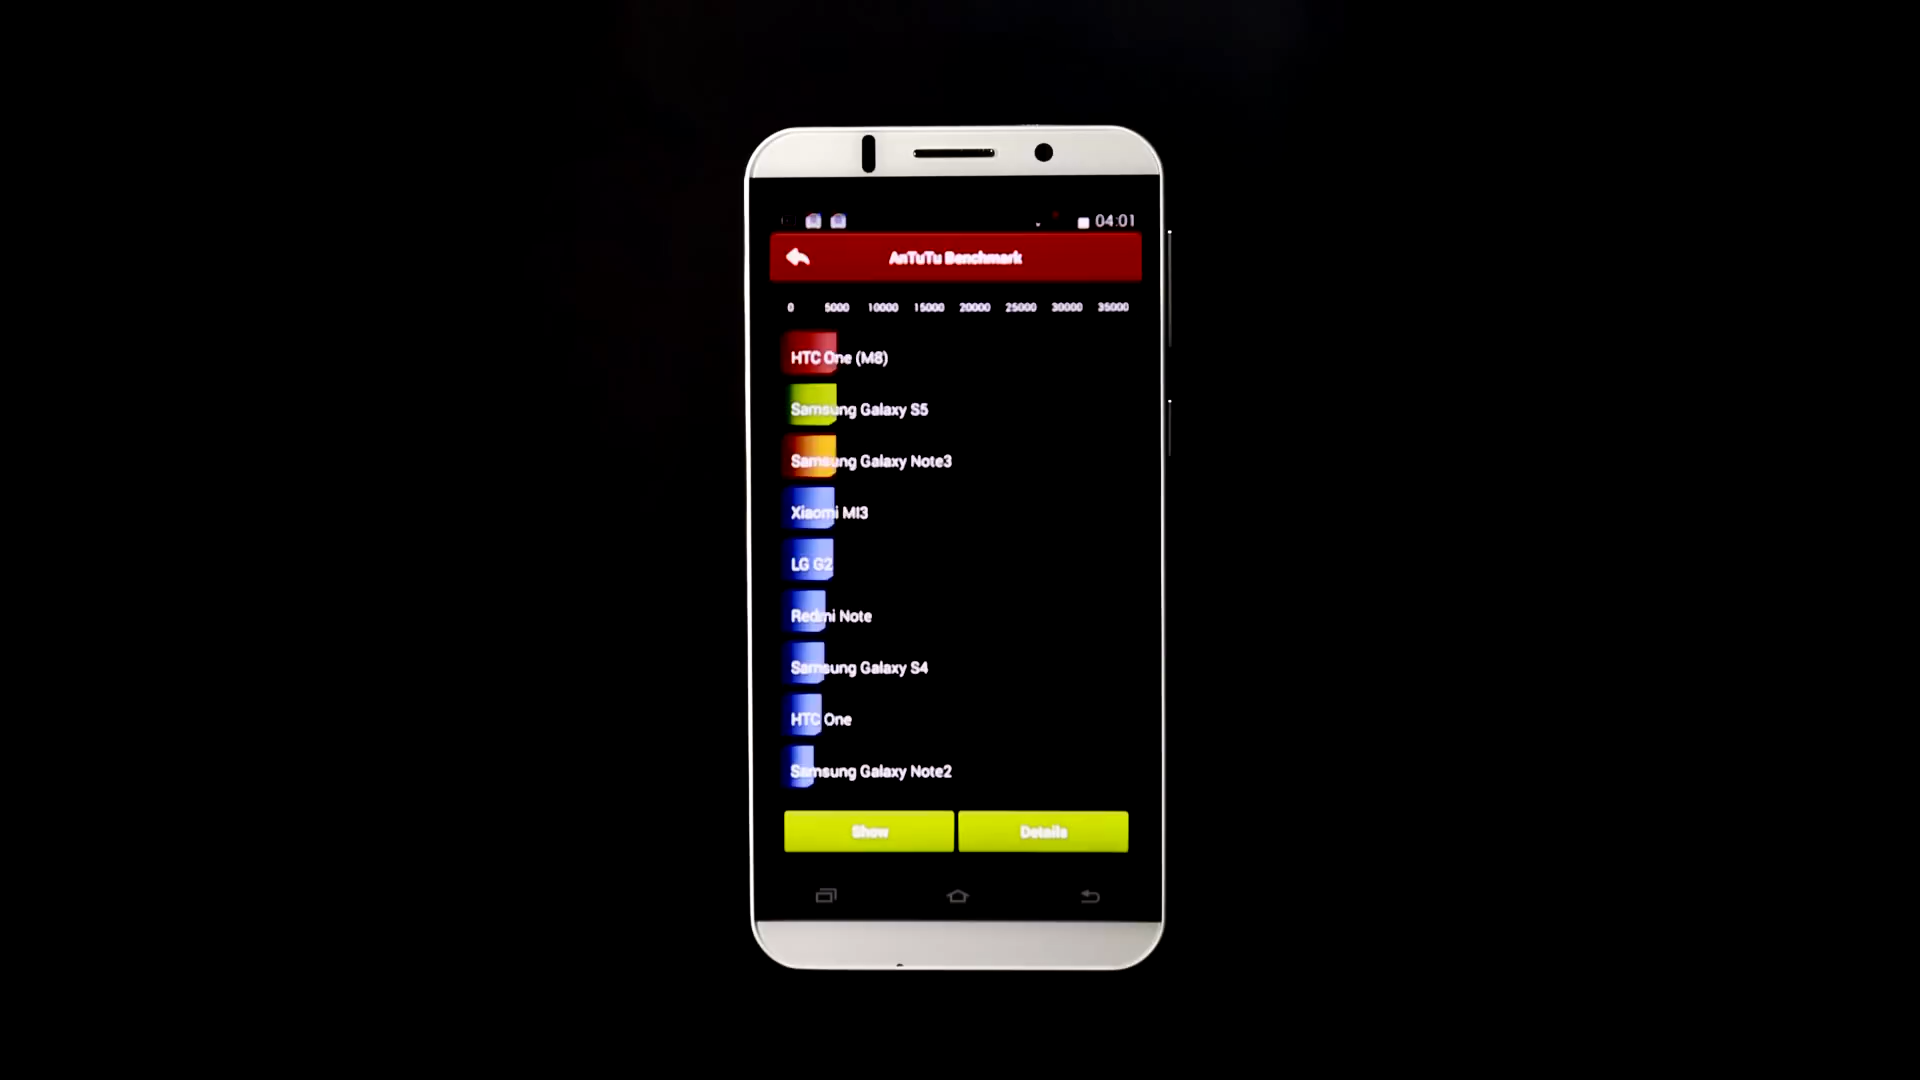 04:01
AnTuTu Benchmark
0 5000 10000 15000 20000 25000 30000 35000
HTC One (M8)
Samsung Galaxy S5
Samsung Galaxy Note3
Xiaomi MI3
LG G2
Redmi Note
Samsung Galaxy S4
HTC One
Samsung Galaxy Note2
Show Details